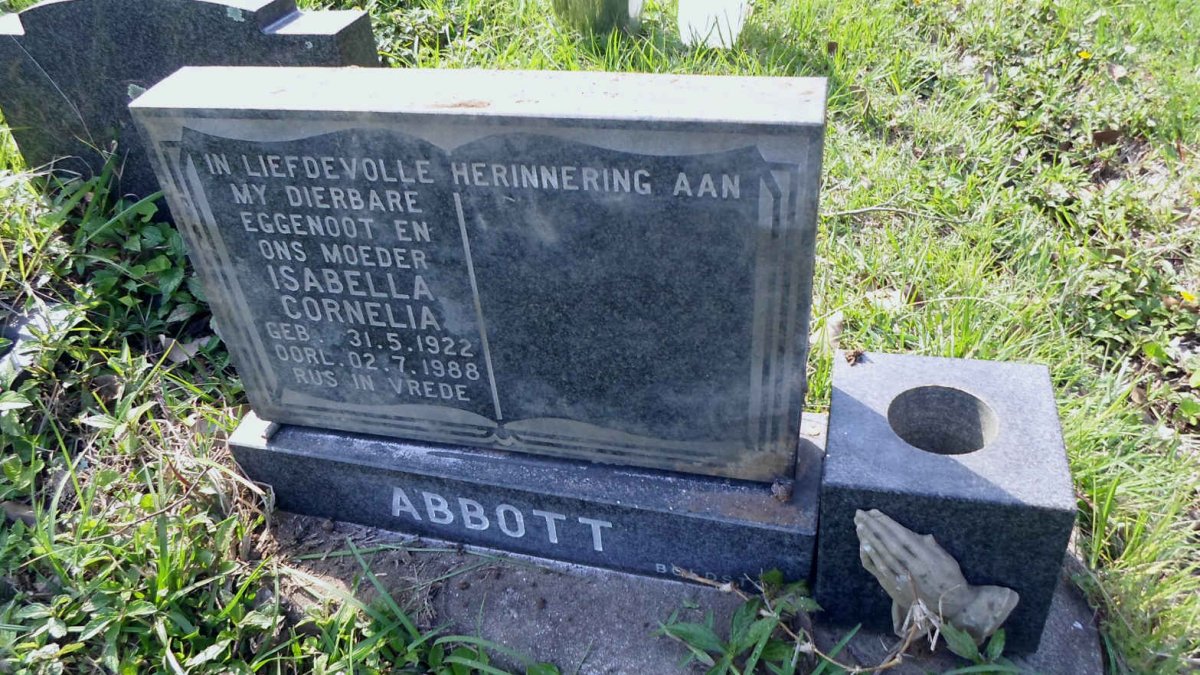 IN LIEFDEVOLLE HERINNERING AAN
MY DIERBARE
EGGENOOT EN
ONS MOEDER
ISABELLA
CORNELIA
GEB. 31.5.1922
OORL. 02.7.1988
RUS IN VREDE
ABBOTT